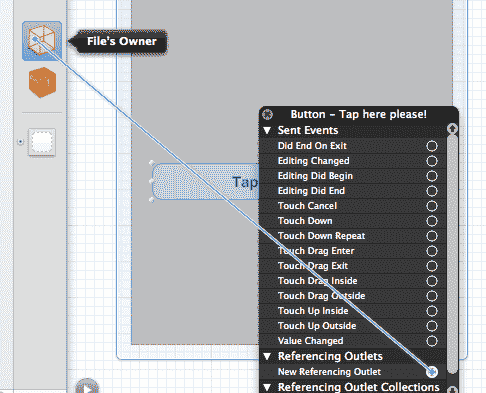 File's Owner
Button – Tap here please!
Sent Events
Did End On Exit
Editing Changed
Editing Did Begin
Editing Did End
Tap
Touch Cancel
Touch Down
Touch Down Repeat
Touch Drag Enter
Touch Drag Exit
Touch Drag Inside
Touch Drag Outside
Touch Up Inside
Touch Up Outside
Value Changed
Referencing Outlets
New Referencing Outlet
Referencing Outlet Collections